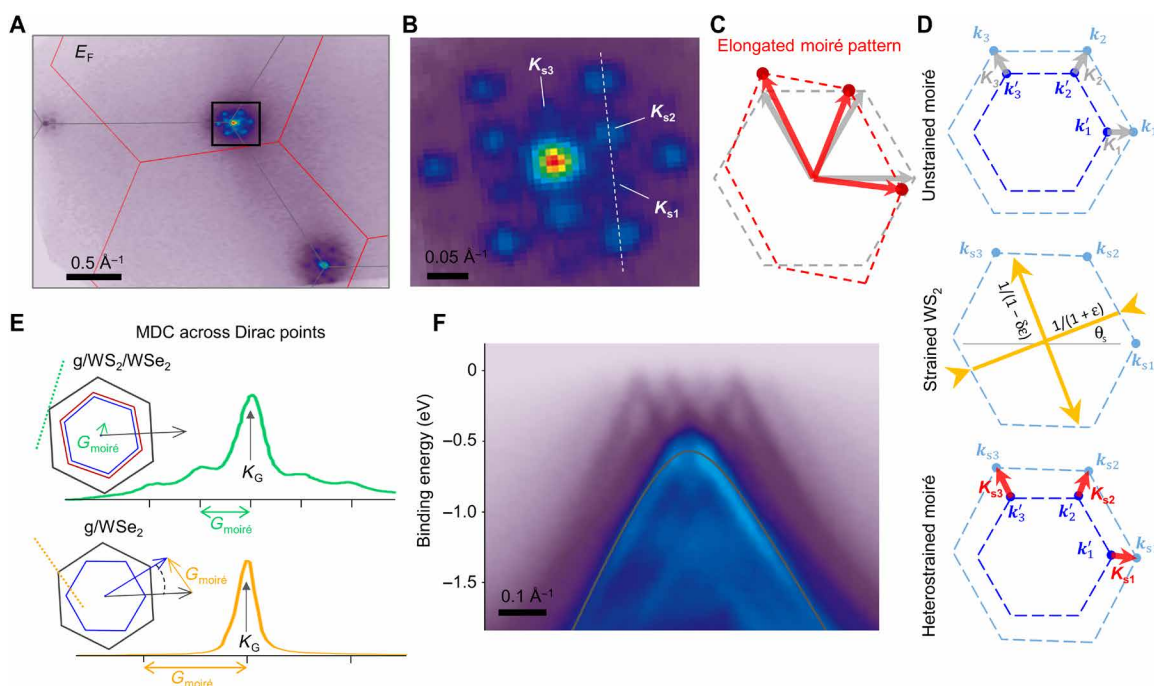 A
E_F
0.5 Å⁻¹
B
K_s3
K_s2
K_s1
0.05 Å⁻¹
C
Elongated moiré pattern
D
Unstrained moiré
k_3
k_2
K_3
K_2
k′_3
k′_2
k′_1
K_1
Strained WS₂
k_s3
k_s2
1/(1 − δε)
1/(1 + ε)
θ_s
k_s1
Heterostrained moiré
k_s3
k_s2
K_s3
K_s2
k′_3
k′_2
k′_1
k_s
K_s1
E
MDC across Dirac points
g/WS₂/WSe₂
G_moiré
K_G
G_moiré
g/WSe₂
G_moiré
K_G
G_moiré
F
Binding energy (eV)
0
−0.5
−1.0
−1.5
0.1 Å⁻¹